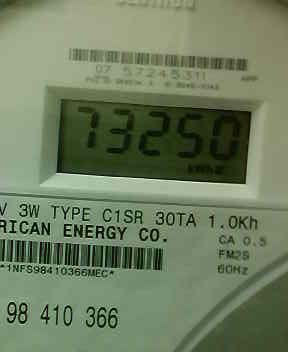 07 57245311
73250
V 3W TYPE C1SR 30TA 1.0Kh
RICAN ENERGY CO.
CA 0.5
*1NFS98410366MEC*
FM2S
60Hz
98 410 366